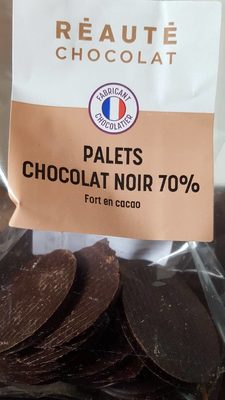 RÉAUTÉ
CHOCOLAT
FABRICANT
CHOCOLATIER
PALETS
CHOCOLAT NOIR 70%
Fort en cacao